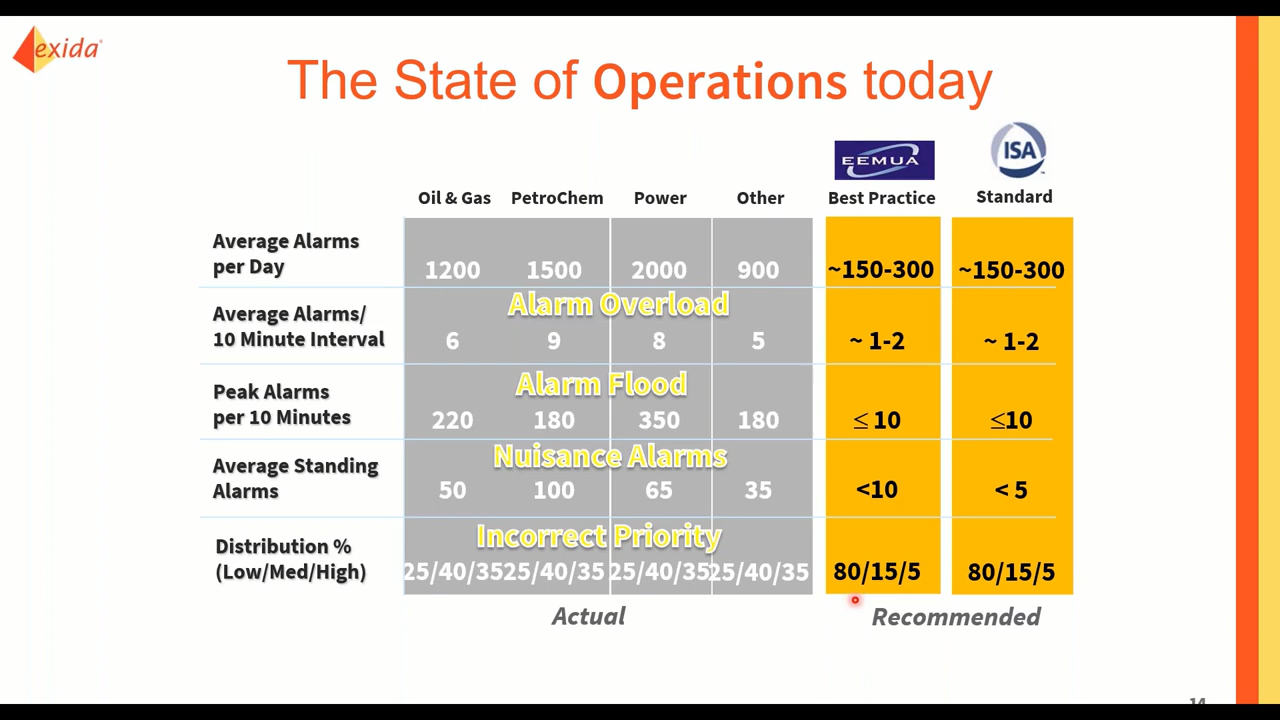 exida
The State of Operations today
EEMUA
ISA
Oil & Gas PetroChem Power Other Best Practice Standard
Average Alarms
per Day
1200 1500 2000 900 ~150-300 ~150-300
Alarm Overload
Average Alarms/
10 Minute Interval
6 9 8 5 ~ 1-2 ~ 1-2
Alarm Flood
Peak Alarms
per 10 Minutes
220 180 350 180 ≤ 10 ≤10
Nuisance Alarms
Average Standing
Alarms
50 100 65 35 <10 < 5
Incorrect Priority
Distribution %
(Low/Med/High)
25/40/35 25/40/35 25/40/35 25/40/35 80/15/5 80/15/5
Actual Recommended